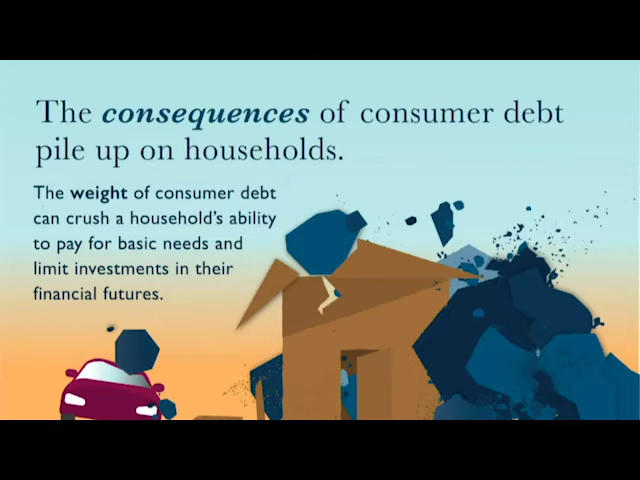 The consequences of consumer debt
pile up on households.
The weight of consumer debt
can crush a household’s ability
to pay for basic needs and
limit investments in their
financial futures.